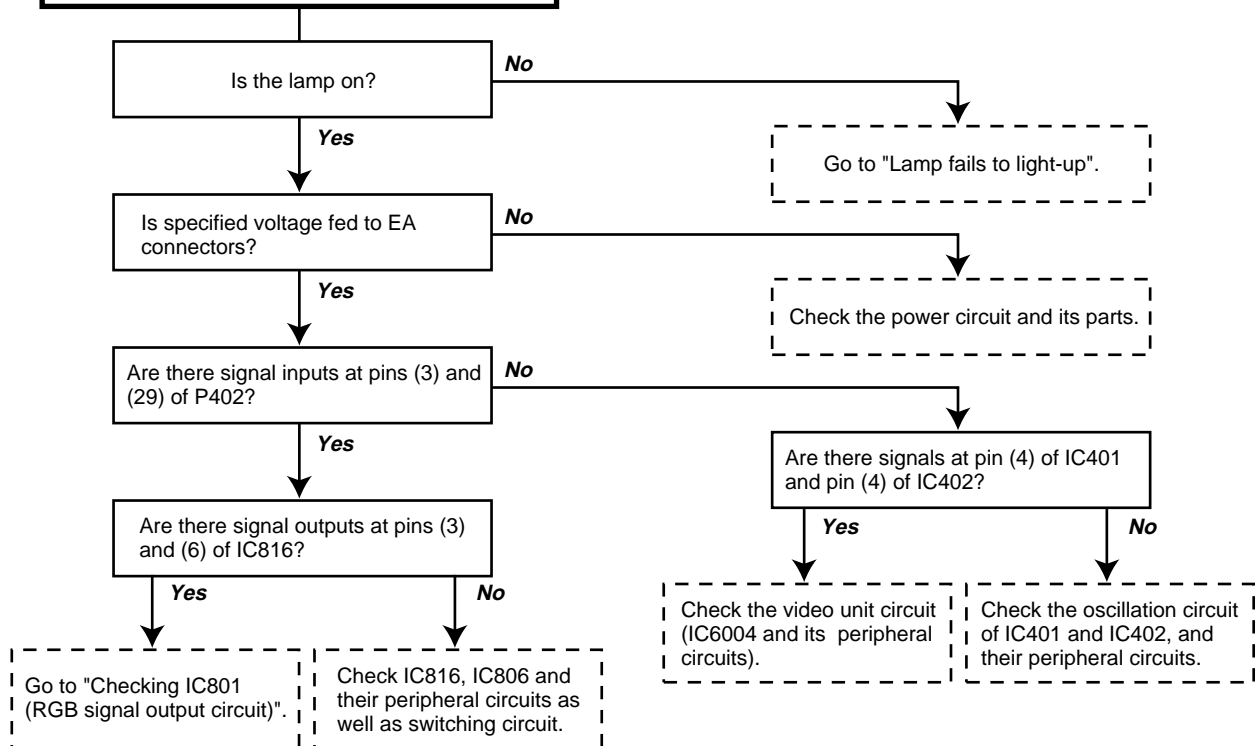 Is the lamp on?
No
Yes
Go to "Lamp fails to light-up".
Is specified voltage fed to EA
connectors?
No
Yes
Check the power circuit and its parts.
Are there signal inputs at pins (3) and
(29) of P402?
No
Yes
Are there signals at pin (4) of IC401
and pin (4) of IC402?
Yes
No
Are there signal outputs at pins (3)
and (6) of IC816?
Yes
No
Check the video unit circuit
(IC6004 and its peripheral
circuits).
Check the oscillation circuit
of IC401 and IC402, and
their peripheral circuits.
Go to "Checking IC801
(RGB signal output circuit)".
Check IC816, IC806 and
their peripheral circuits as
well as switching circuit.